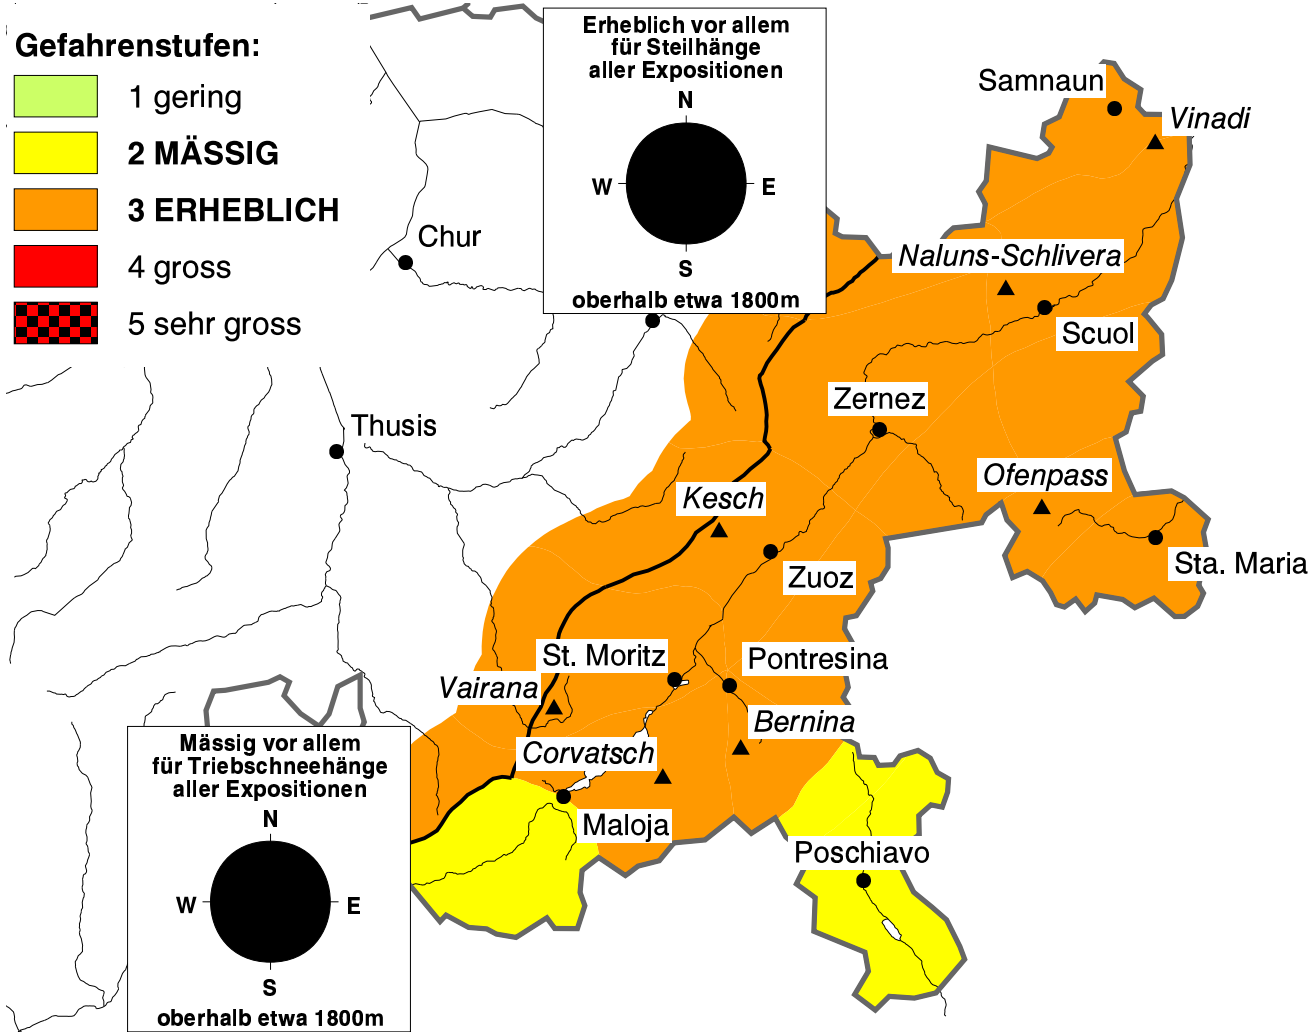 Gefahrenstufen:
1 gering
2 MÄSSIG
3 ERHEBLICH
4 gross
5 sehr gross
Erheblich vor allem
für Steilhänge
aller Expositionen
N
W
E
S
oberhalb etwa 1800m
Samnaun
Vinadi
Chur
Naluns-Schlivera
Scuol
Zernez
Thusis
Ofenpass
Kesch
Sta. Maria
Zuoz
St. Moritz
Pontresina
Vairana
Bernina
Corvatsch
Maloja
Poschiavo
Mässig vor allem
für Triebschneehänge
aller Expositionen
N
W
E
S
oberhalb etwa 1800m